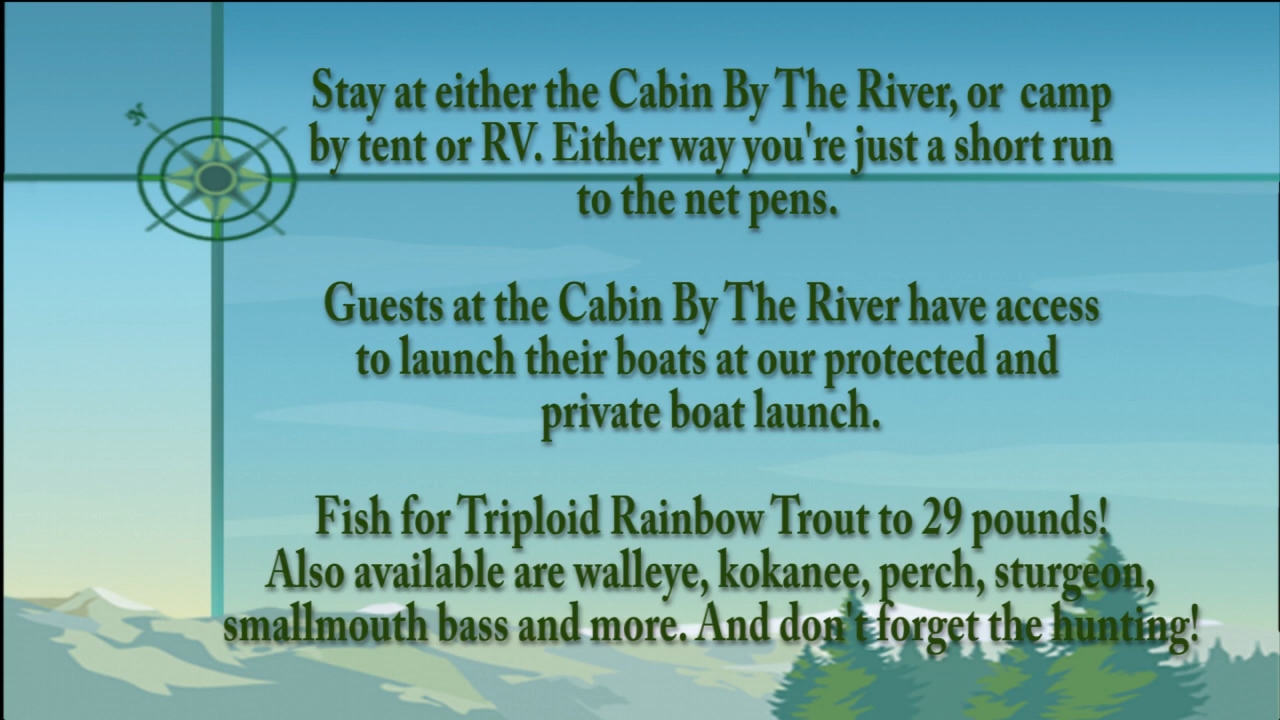 N
Stay at either the Cabin By The River, or camp
by tent or RV. Either way you're just a short run
to the net pens.
Guests at the Cabin By The River have access
to launch their boats at our protected and
private boat launch.
Fish for Triploid Rainbow Trout to 29 pounds!
Also available are walleye, kokanee, perch, sturgeon,
smallmouth bass and more. And don't forget the hunting!